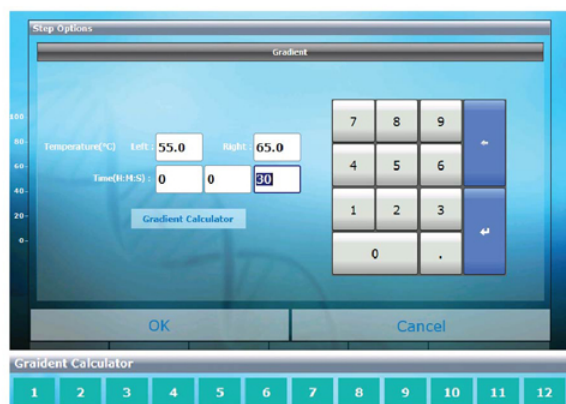 Step Options
Gradient
100
80
60
40
20
0
Temperature(°C) Left : 55.0 Right : 65.0
Time(H:M:S) : 0 0 30
Gradient Calculator
7 8 9
4 5 6
1 2 3
0 .
OK Cancel
Graident Calculator
1 2 3 4 5 6 7 8 9 10 11 12